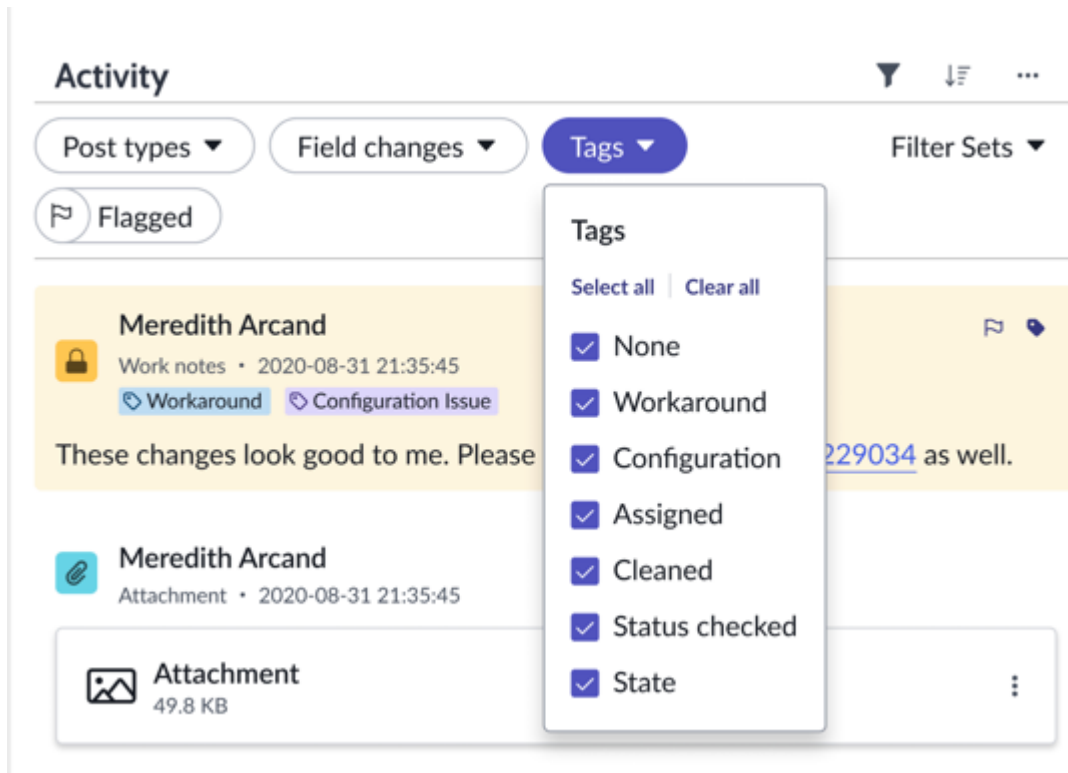 Activity
Post types
Field changes
Tags
Filter Sets
Flagged
Tags
Select all
Clear all
None
Workaround
Configuration
Assigned
Cleaned
Status checked
State
Meredith Arcand
Work notes • 2020-08-31 21:35:45
Workaround
Configuration Issue
These changes look good to me. Please 229034 as well.
Meredith Arcand
Attachment • 2020-08-31 21:35:45
Attachment
49.8 KB